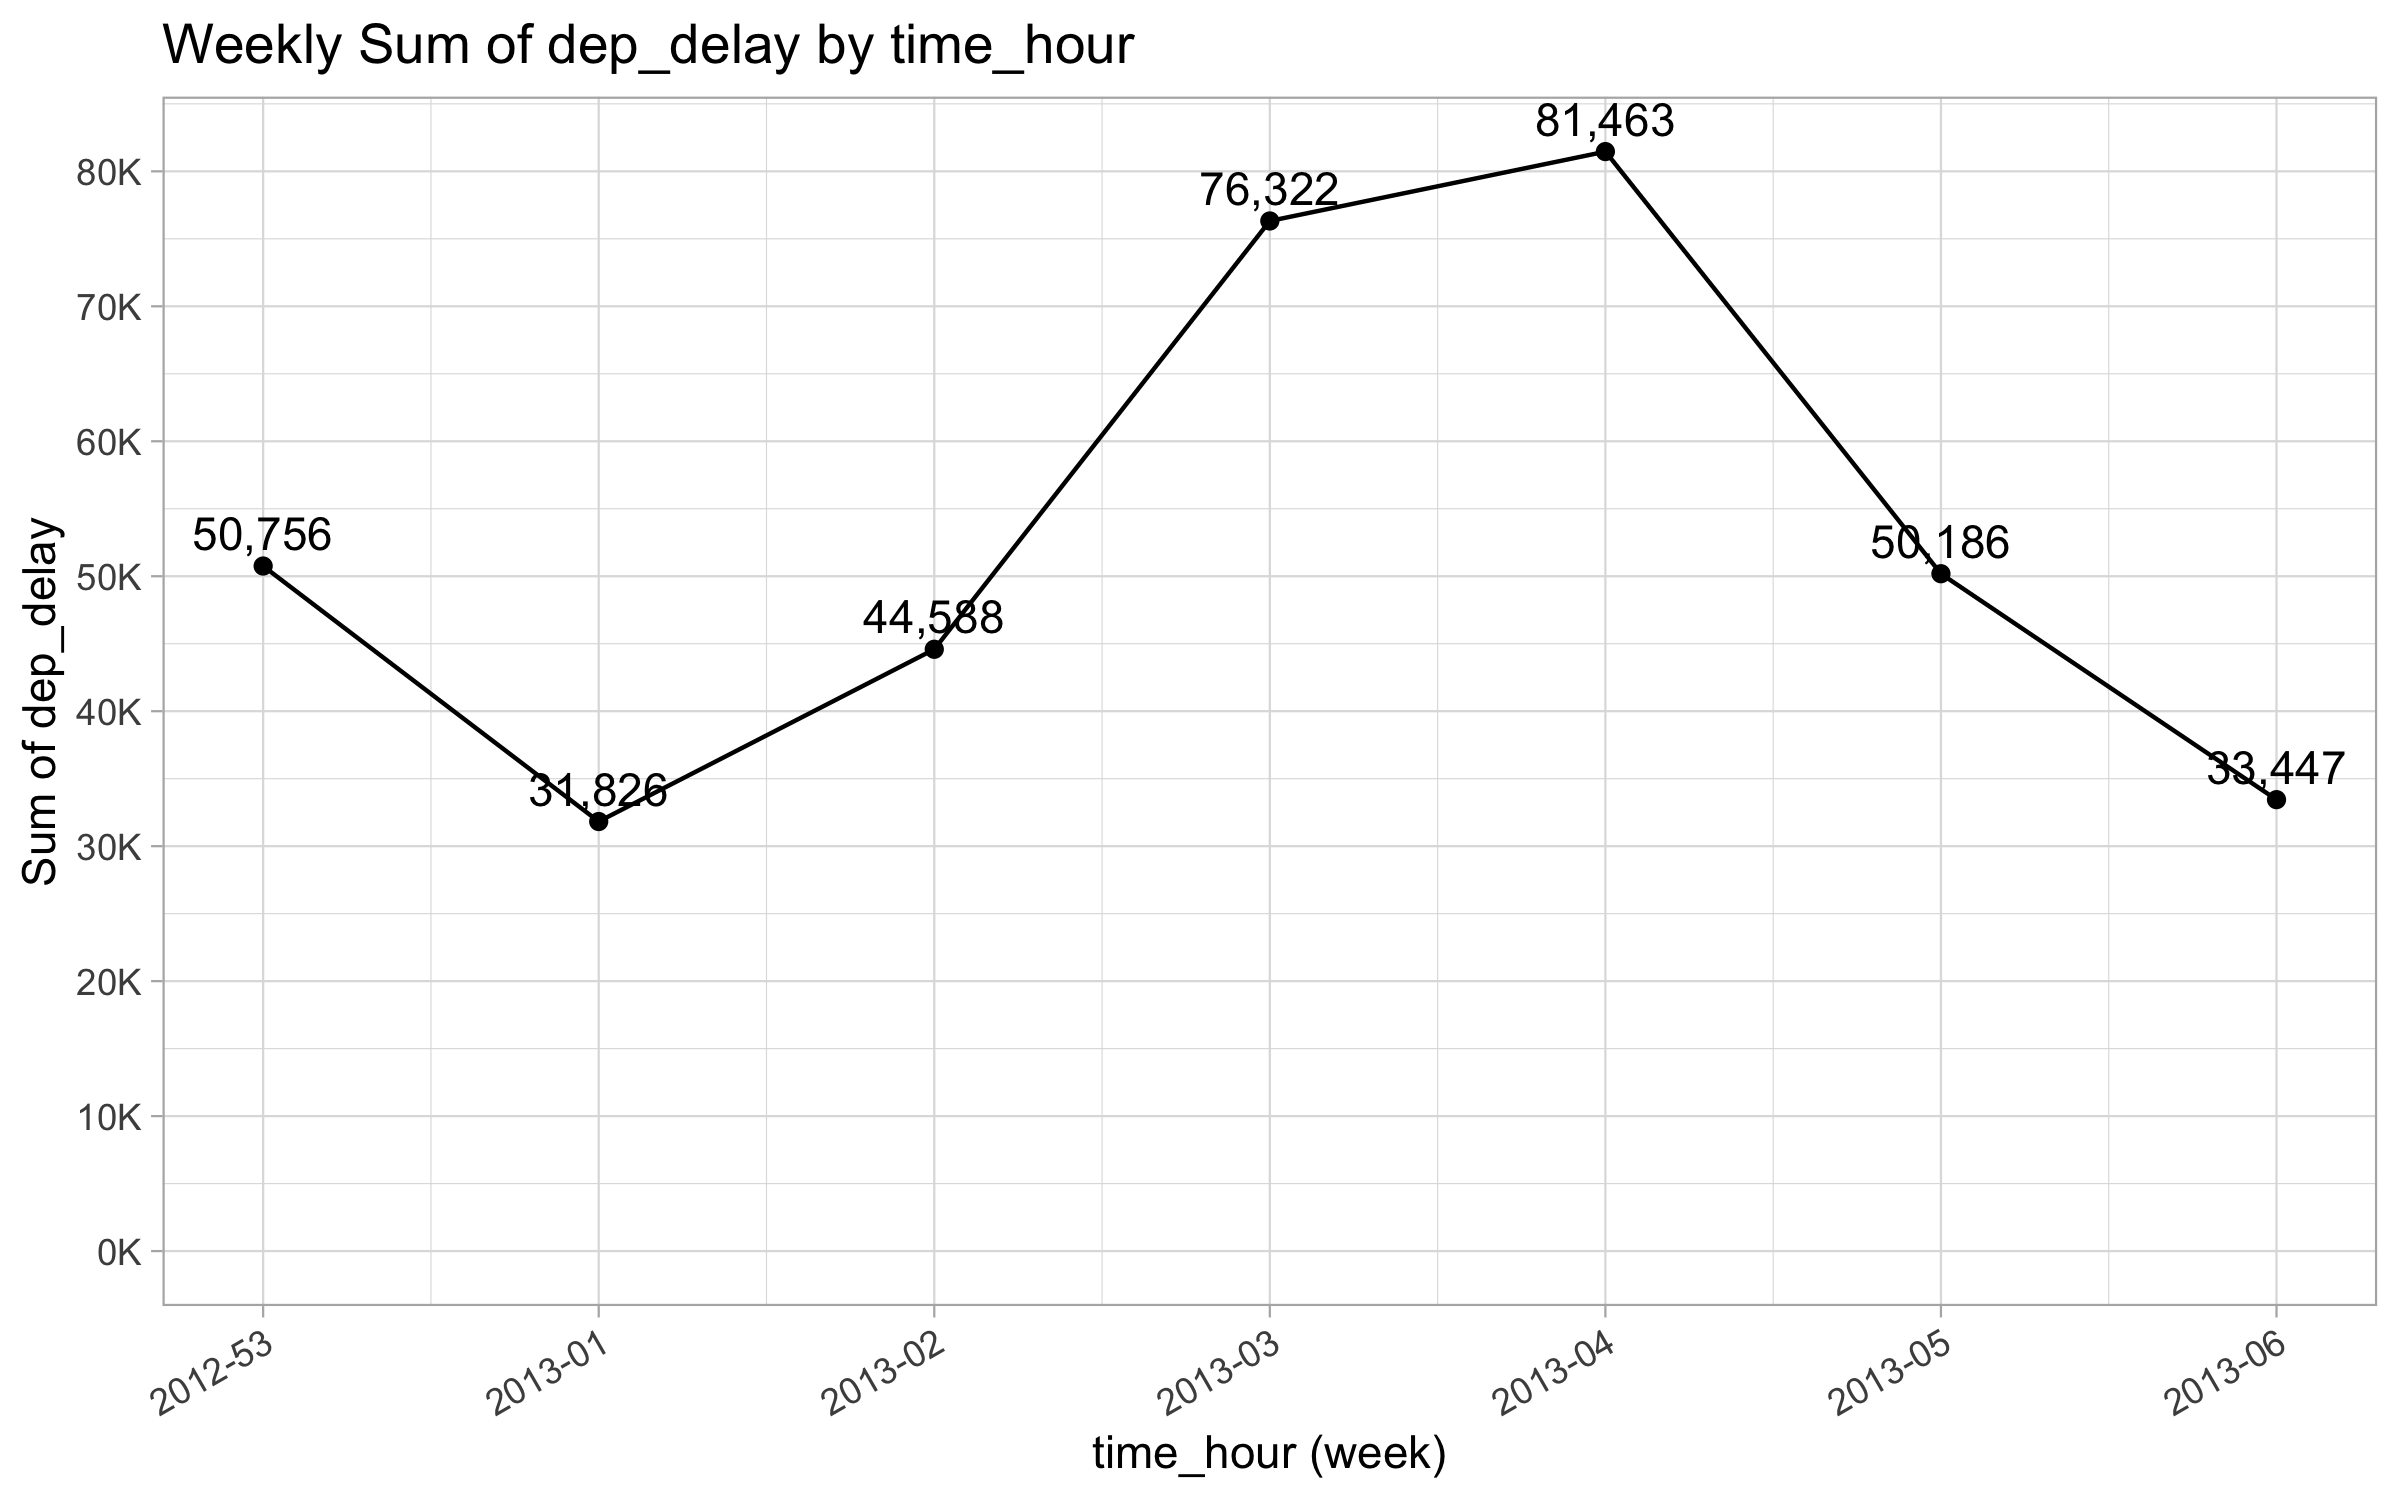 Weekly Sum of dep_delay by time_hour
Sum of dep_delay
80K
70K
60K
50K
40K
30K
20K
10K
0K
50,756
31,826
44,588
76,322
81,463
50,186
33,447
2012-53
2013-01
2013-02
2013-03
2013-04
2013-05
2013-06
time_hour (week)